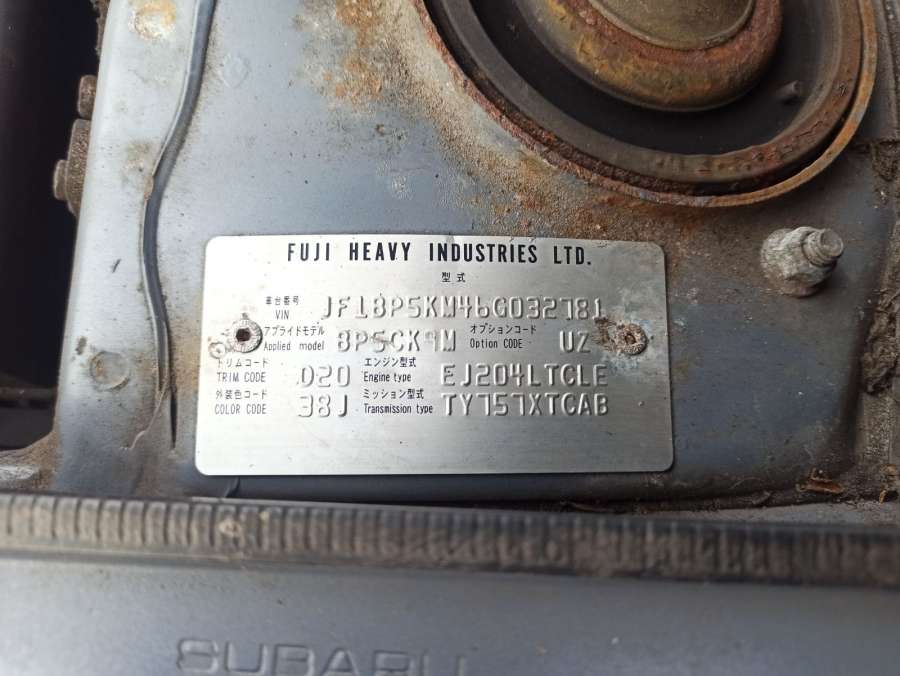 FUJI HEAVY INDUSTRIES LTD.
型式
車台番号 VIN JF1BP5KM46G032781
アプライドモデル Applied model BP5CK9M オプションコード Option CODE UZ
トリムコード TRIM CODE D20 エンジン型式 Engine type EJ204LTCLE
外装色コード COLOR CODE 38J ミッション型式 Transmission type TY757XTCAB
SUBARU